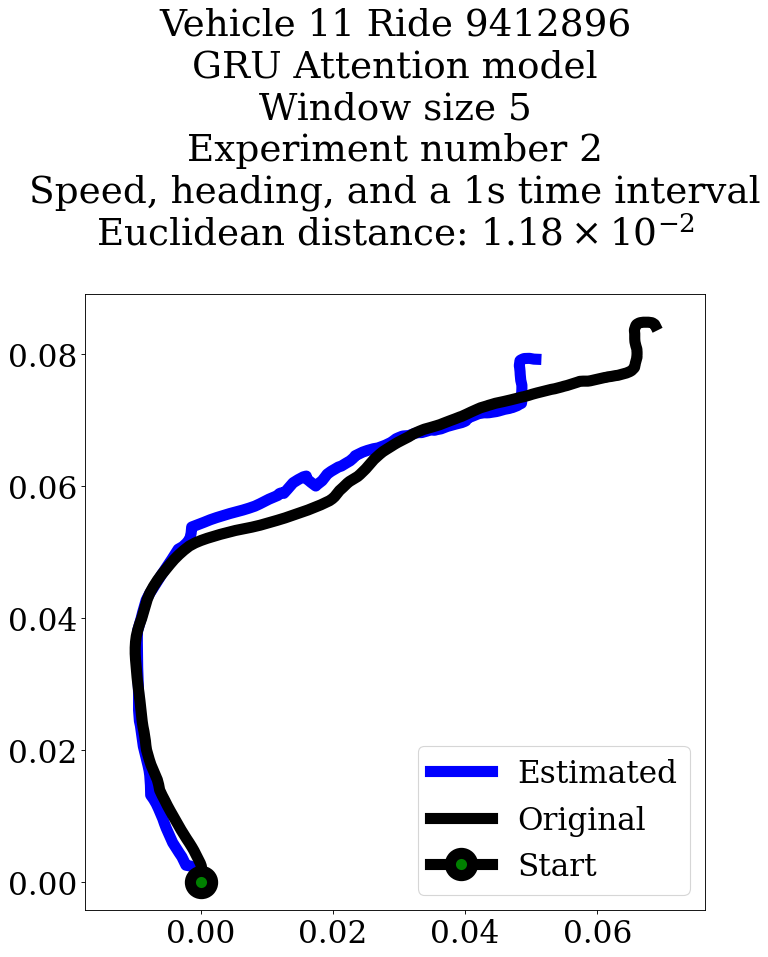 Vehicle 11 Ride 9412896
GRU Attention model
Window size 5
Experiment number 2
Speed, heading, and a 1s time interval
Euclidean distance: 1.18 × 10⁻²
0.08
0.06
0.04
0.02
0.00
Estimated
Original
Start
0.00 0.02 0.04 0.06